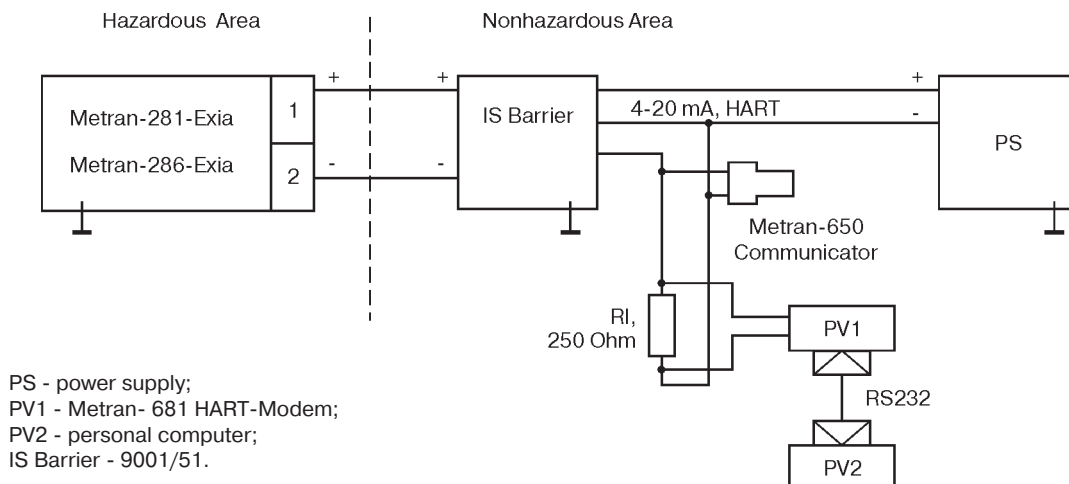 Hazardous Area
Nonhazardous Area
+
+
+
Metran-281-Exia
1
IS Barrier
4-20 mA, HART
-
PS
Metran-286-Exia
2
-
-
Metran-650
Communicator
RI,
250 Ohm
PV1
RS232
PV2
PS - power supply;
PV1 - Metran- 681 HART-Modem;
PV2 - personal computer;
IS Barrier - 9001/51.